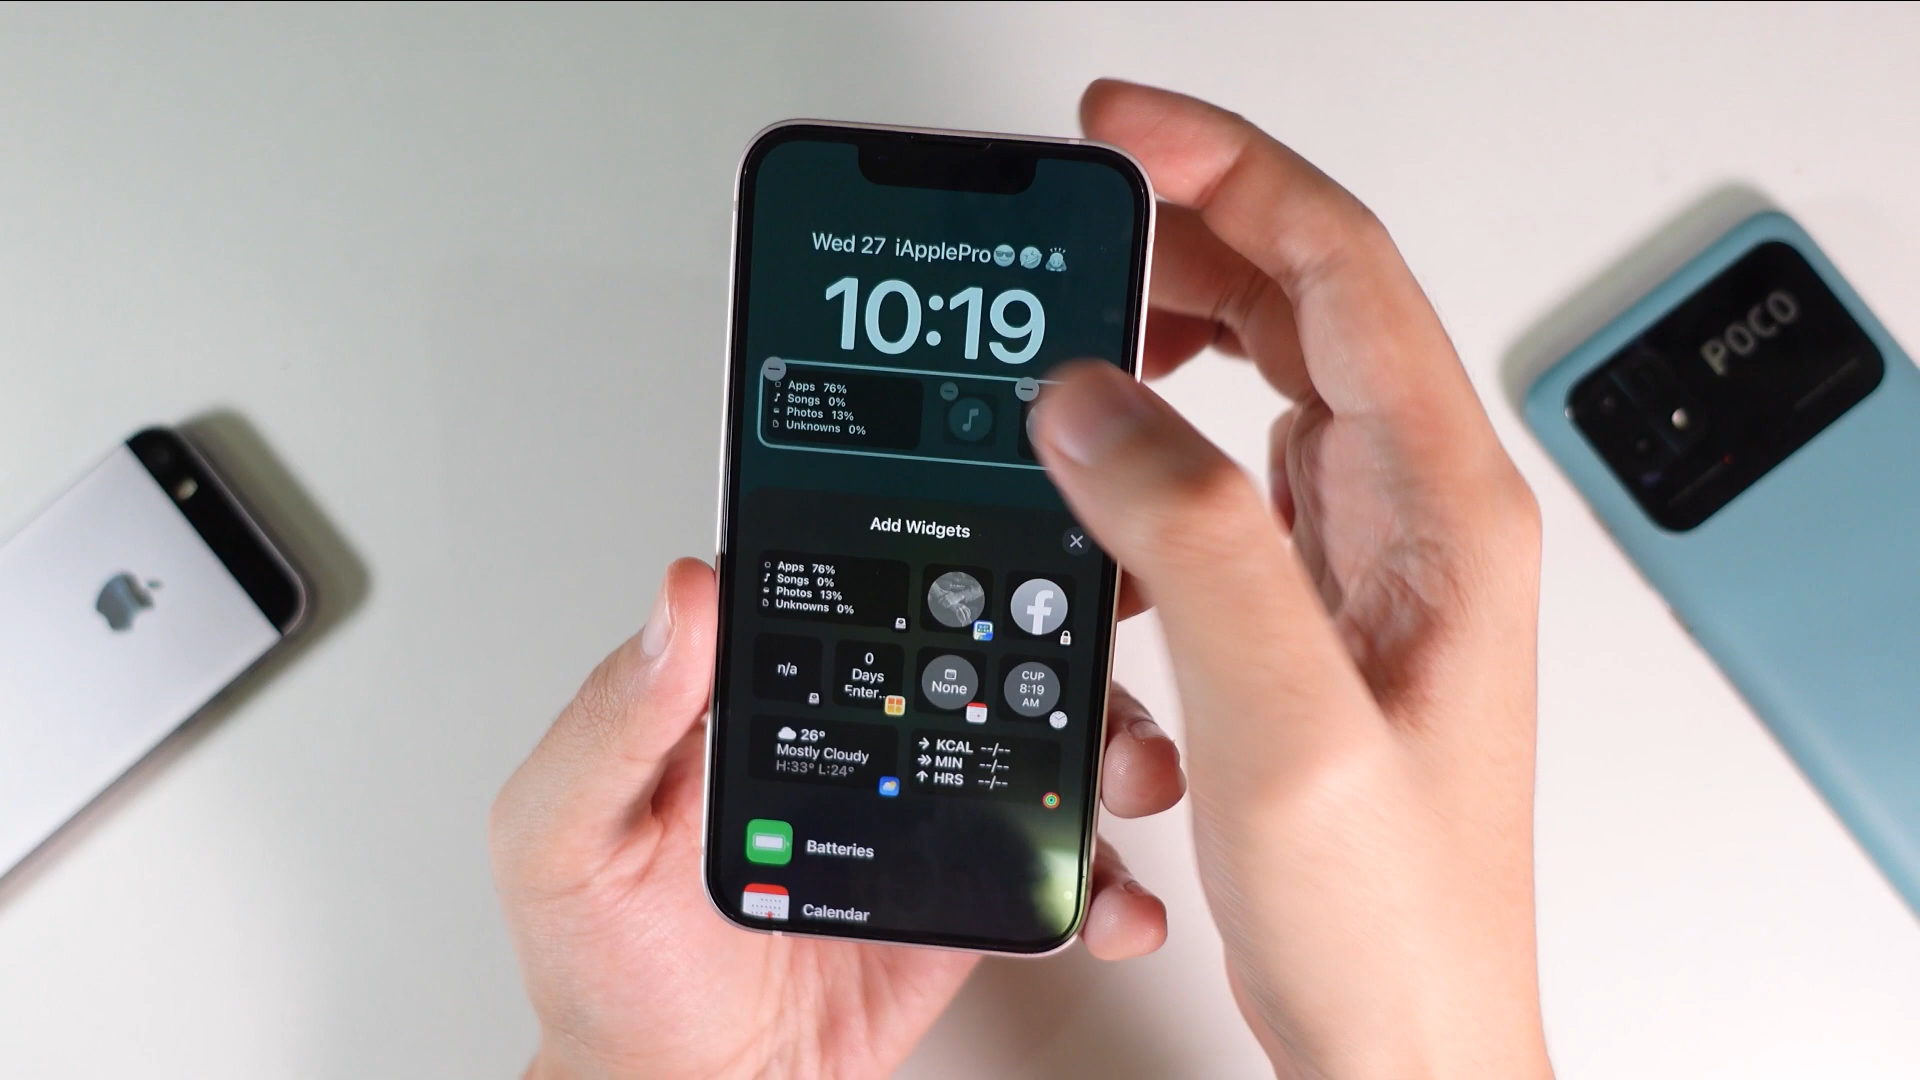 Wed 27 iApplePro😎🤣🙇
10:19
Apps 76%
Songs 0%
Photos 13%
Unknowns 0%
Add Widgets
Apps 76%
Songs 0%
Photos 13%
Unknowns 0%
n/a
0
Days
Enter...
None
CUP
8:19
AM
26°
Mostly Cloudy
H:33° L:24°
KCAL --/--
MIN --/--
HRS --/--
Batteries
Calendar
POCO